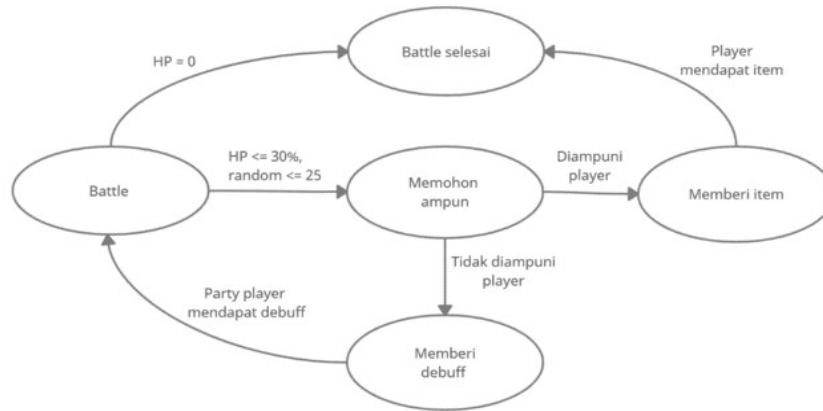 Battle selesai
HP = 0
Player
mendapat item
Battle
HP <= 30%,
random <= 25
Memohon
ampun
Diampuni
player
Memberi item
Tidak diampuni
player
Party player
mendapat debuff
Memberi
debuff